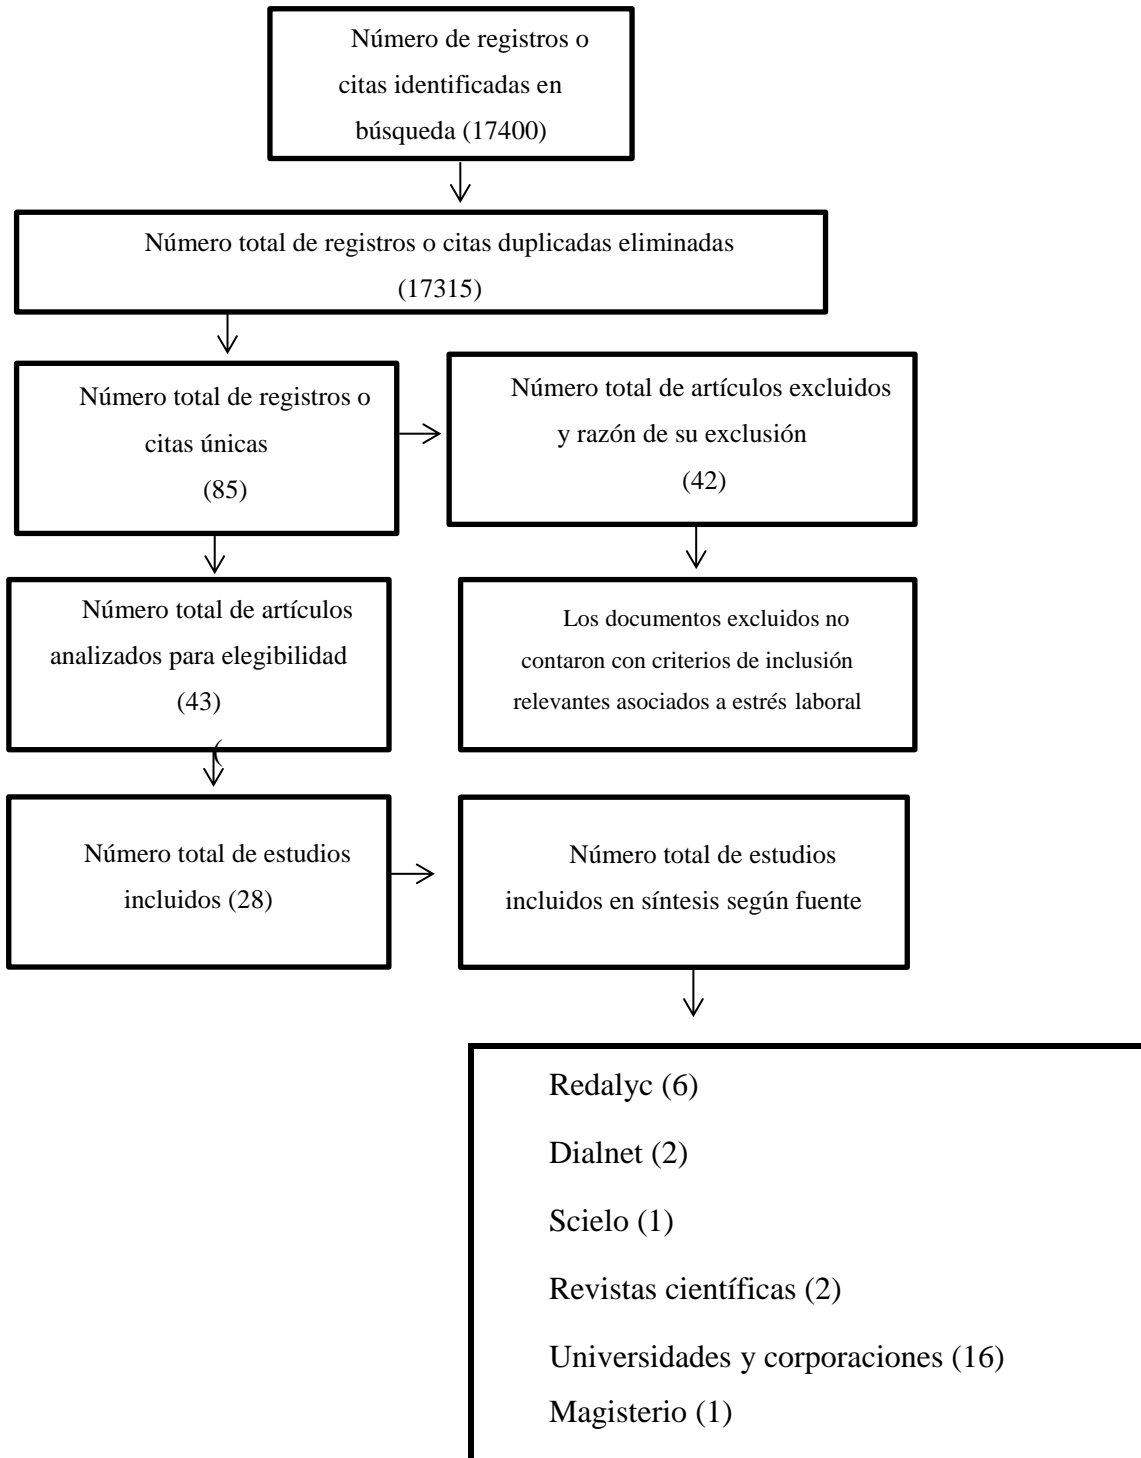 Número de registros o
citas identificadas en
búsqueda (17400)
Número total de registros o citas duplicadas eliminadas
(17315)
Número total de registros o
citas únicas
(85)
Número total de artículos excluidos
y razón de su exclusión
(42)
Número total de artículos
analizados para elegibilidad
(43)
(
Los documentos excluidos no
contaron con criterios de inclusión
relevantes asociados a estrés laboral
Número total de estudios
incluidos (28)
Número total de estudios
incluidos en síntesis según fuente
Redalyc (6)
Dialnet (2)
Scielo (1)
Revistas científicas (2)
Universidades y corporaciones (16)
Magisterio (1)